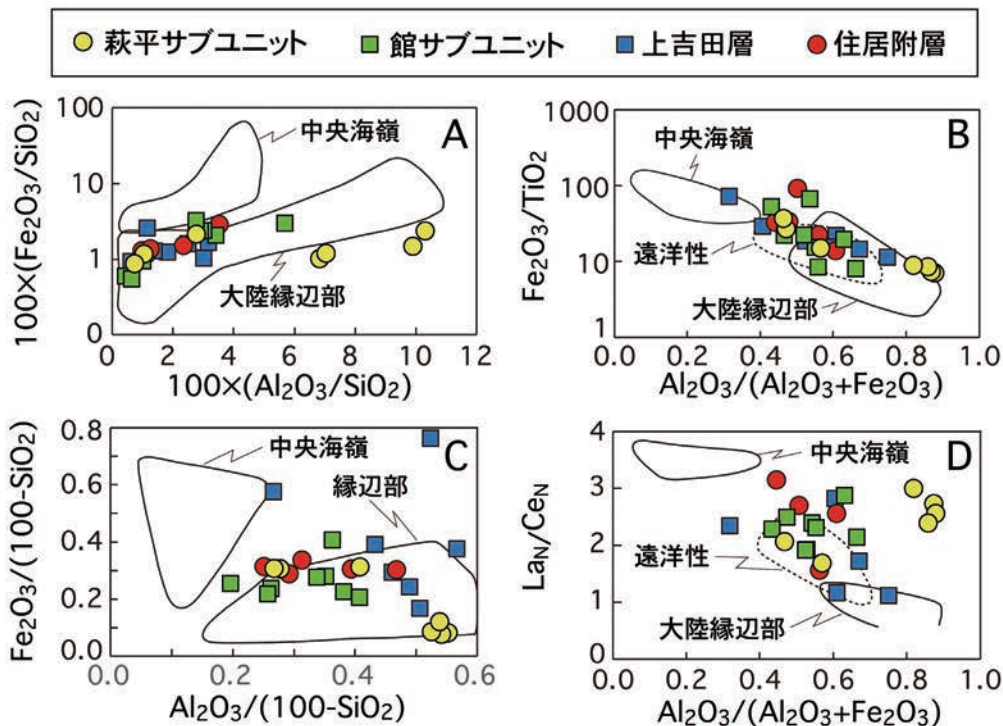 萩平サブユニット 館サブユニット 上吉田層 住居附層
A
中央海嶺
大陸縁辺部
100×(Fe₂O₃/SiO₂)
100
10
1
0
0 2 4 6 8 10 12
100×(Al₂O₃/SiO₂)
B
中央海嶺
遠洋性
大陸縁辺部
Fe₂O₃/TiO₂
1000
100
10
1
0.0 0.2 0.4 0.6 0.8 1.0
Al₂O₃/(Al₂O₃+Fe₂O₃)
C
中央海嶺
縁辺部
Fe₂O₃/(100-SiO₂)
0.8
0.6
0.4
0.2
0.0
0.0 0.2 0.4 0.6
Al₂O₃/(100-SiO₂)
D
中央海嶺
遠洋性
大陸縁辺部
Laₙ/Ceₙ
4
3
2
1
0
0.0 0.2 0.4 0.6 0.8 1.0
Al₂O₃/(Al₂O₃+Fe₂O₃)